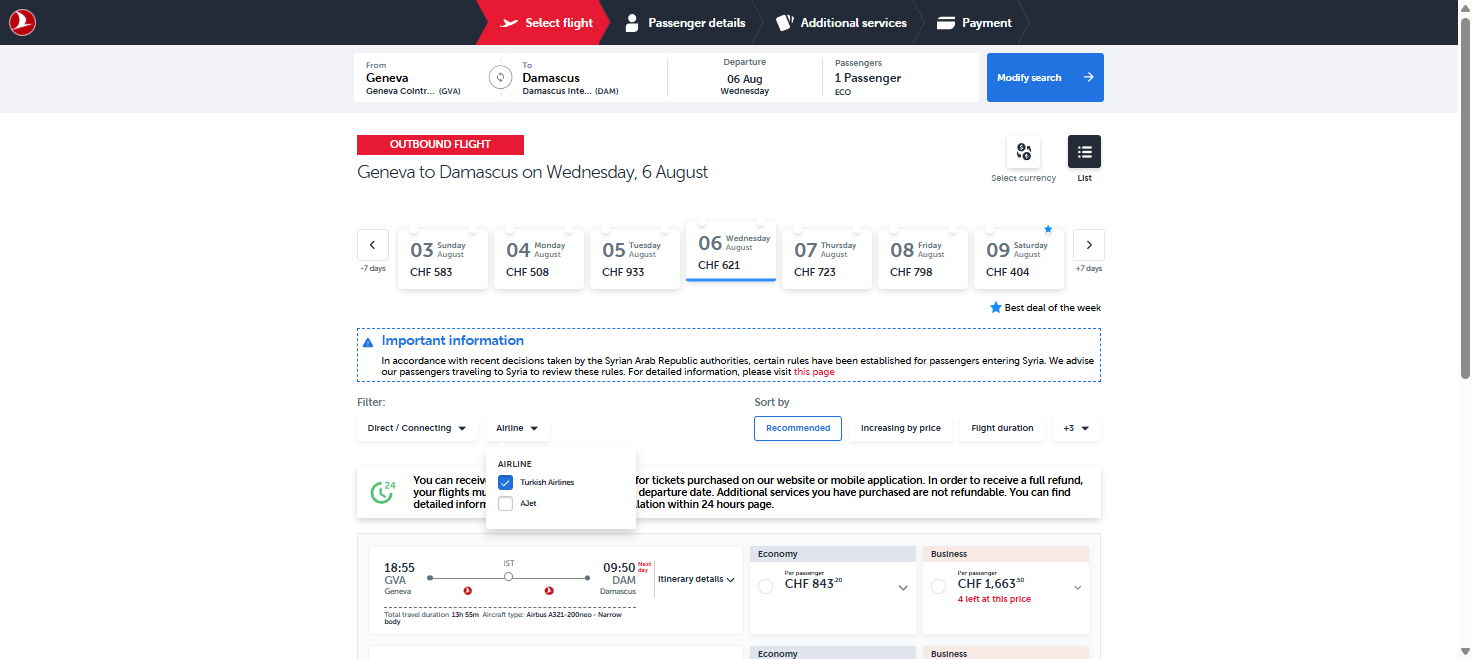 Select flight
Passenger details
Additional services
Payment
From
Geneva
Geneva Cointr... (GVA)
To
Damascus
Damascus Inte... (DAM)
Departure
06 Aug
Wednesday
Passengers
1 Passenger
ECO
Modify search
OUTBOUND FLIGHT
Geneva to Damascus on Wednesday, 6 August
Select currency
List
-7 days
03 Sunday August
CHF 583
04 Monday August
CHF 508
05 Tuesday August
CHF 933
06 Wednesday August
CHF 621
07 Thursday August
CHF 723
08 Friday August
CHF 798
09 Saturday August
CHF 404
+7 days
Best deal of the week
Important information
In accordance with recent decisions taken by the Syrian Arab Republic authorities, certain rules have been established for passengers entering Syria. We advise
our passengers traveling to Syria to review these rules. For detailed information, please visit this page
Filter:
Sort by
Direct / Connecting
Airline
Recommended
Increasing by price
Flight duration
+3
AIRLINE
Turkish Airlines
AJet
24
You can receiv for tickets purchased on our website or mobile application. In order to receive a full refund,
your flights mu departure date. Additional services you have purchased are not refundable. You can find
detailed inform lation within 24 hours page.
18:55
GVA
Geneva
IST
09:50 Next day
DAM
Damascus
Itinerary details
Total travel duration 13h 55m Aircraft type: Airbus A321-200neo - Narrow
body
Economy
Per passenger
CHF 843.20
Business
Per passenger
CHF 1,663.50
4 left at this price
Economy
Business